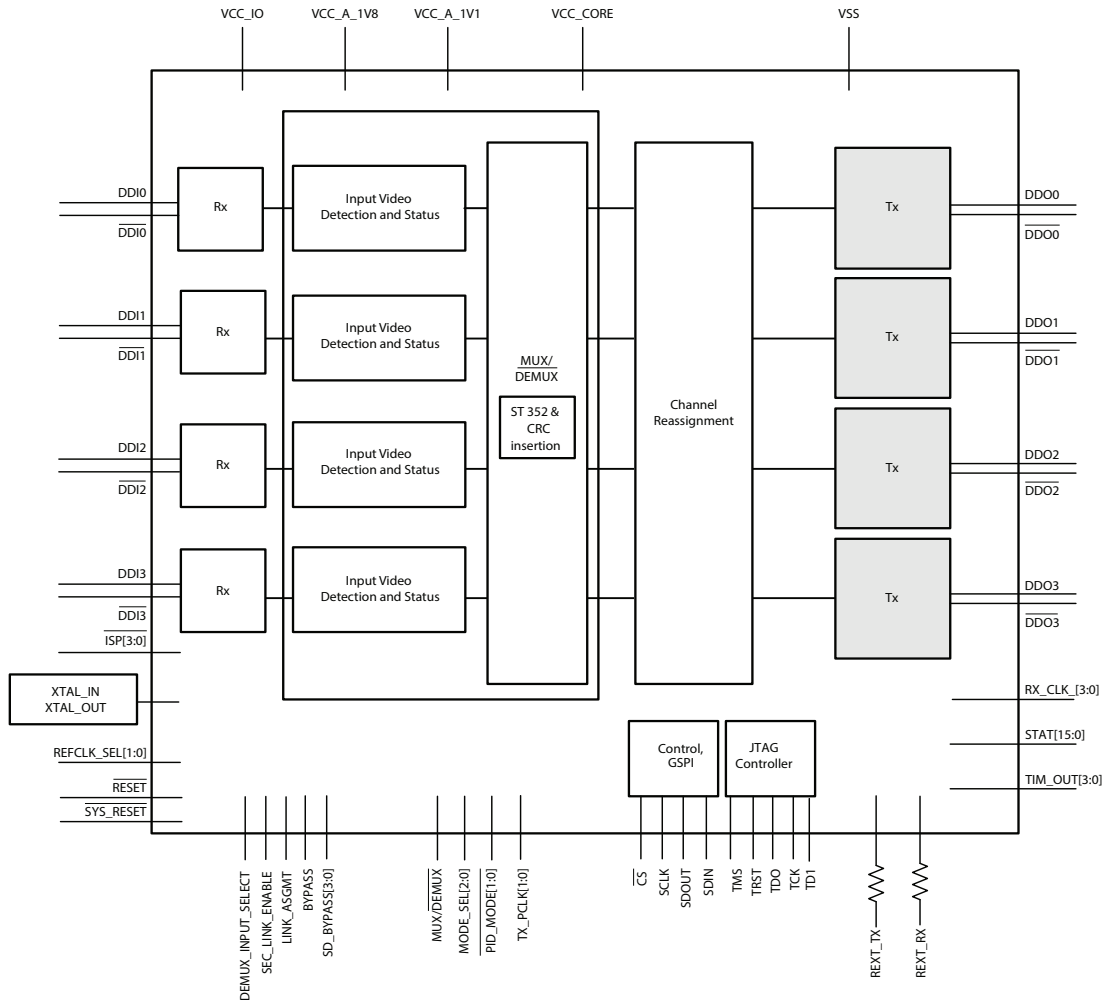 VCC_IO
VCC_A_1V8
VCC_A_1V1
VCC_CORE
VSS
DDI0
DDI0
Rx
Input Video
Detection and Status
Tx
DDO0
DDO0
DDI1
DDI1
Rx
Input Video
Detection and Status
Tx
DDO1
DDO1
MUX/
DEMUX
ST 352 &
CRC
insertion
Channel
Reassignment
DDI2
DDI2
Rx
Input Video
Detection and Status
Tx
DDO2
DDO2
DDI3
DDI3
Rx
Input Video
Detection and Status
Tx
DDO3
DDO3
ISP[3:0]
XTAL_IN
XTAL_OUT
REFCLK_SEL[1:0]
RESET
SYS_RESET
RX_CLK_[3:0]
STAT[15:0]
TIM_OUT[3:0]
Control,
GSPI
JTAG
Controller
DEMUX_INPUT_SELECT
SEC_LINK_ENABLE
LINK_ASGMT
BYPASS
SD_BYPASS[3:0]
MUX/DEMUX
MODE_SEL[2:0]
PID_MODE[1:0]
TX_PCLK[1:0]
CS
SCLK
SDOUT
SDIN
TMS
TRST
TDO
TCK
TD1
REXT_TX
REXT_RX